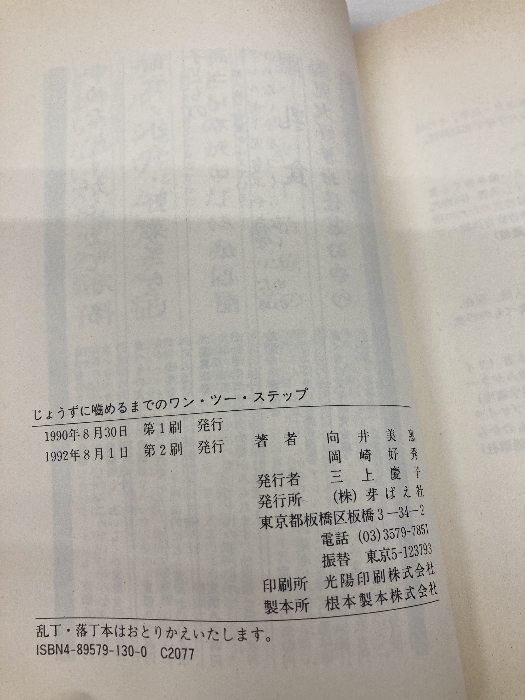 じょうずに噛めるまでのワン・ツー・ステップ
1990年8月30日 第1刷 発行
1992年8月1日 第2刷 発行
著者 向井美惠
岡崎好秀
発行者 三上慶子
発行所 (株)芽ばえ社
東京都板橋区板橋3—34—2
電話 (03)3579-7851
振替 東京5-123793
印刷所 光陽印刷株式会社
製本所 根本製本株式会社
乱丁・落丁本はおとりかえいたします。
ISBN4-89579-130-0 C2077